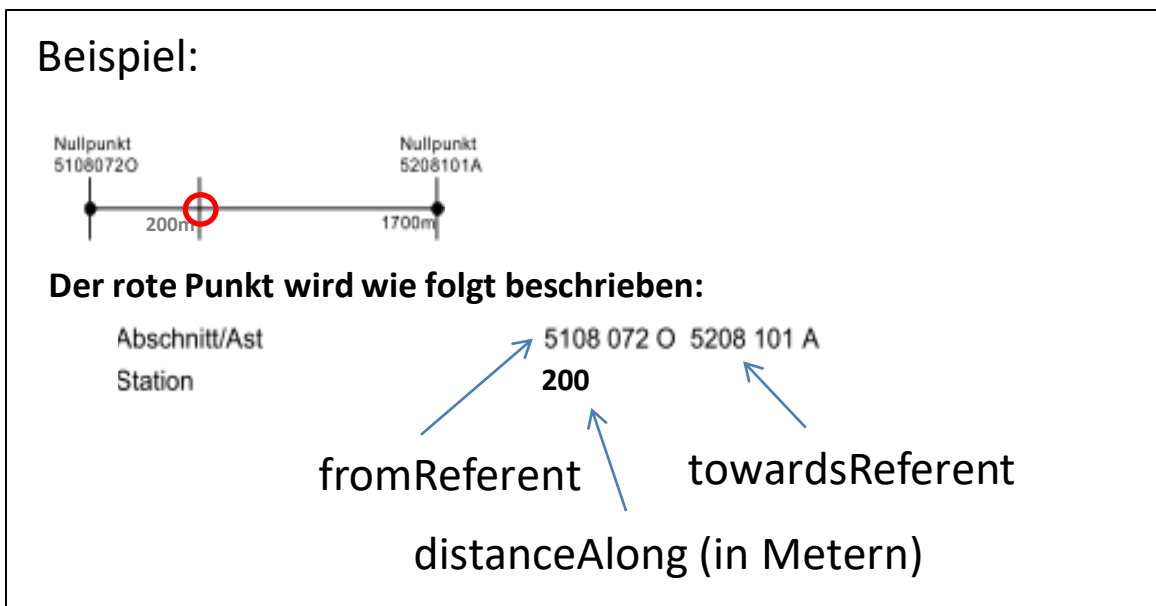 Beispiel:
Nullpunkt Nullpunkt
5108072O 5208101A
200m 1700m
Der rote Punkt wird wie folgt beschrieben:
Abschnitt/Ast 5108 072 O 5208 101 A
Station 200
fromReferent towardsReferent
distanceAlong (in Metern)